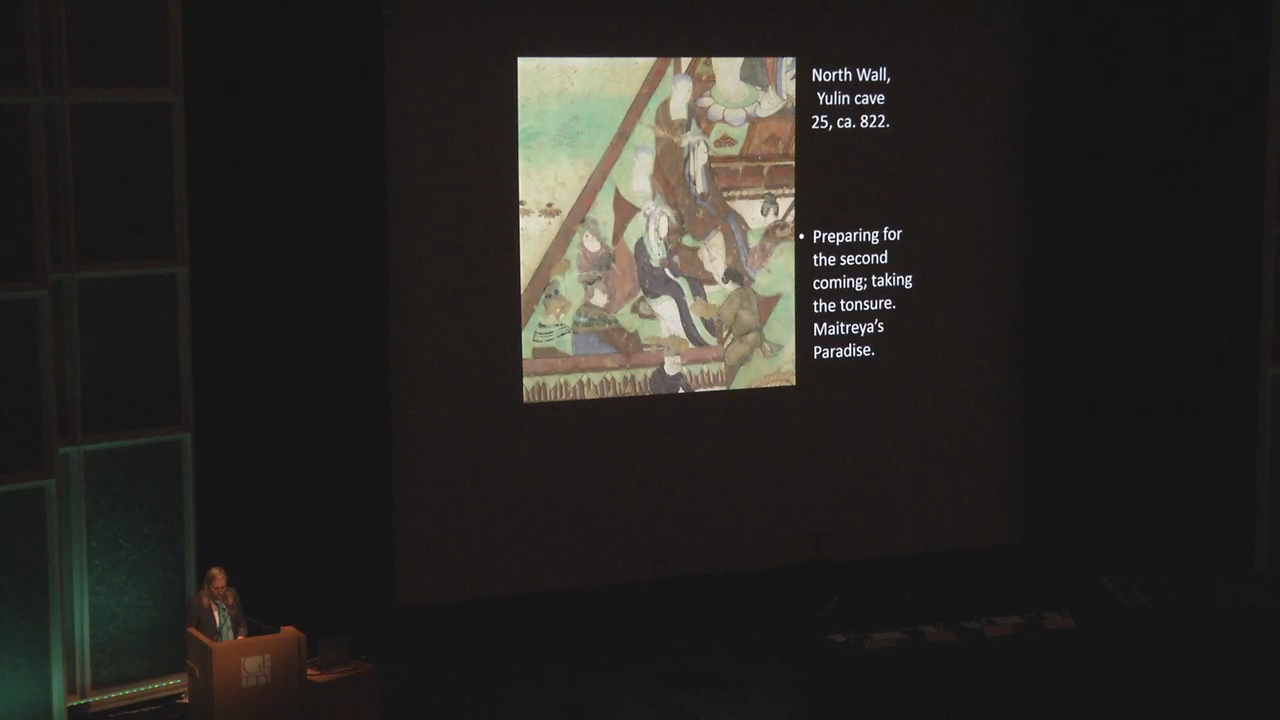 North Wall,
Yulin cave
25, ca. 822.
• Preparing for
the second
coming; taking
the tonsure.
Maitreya's
Paradise.